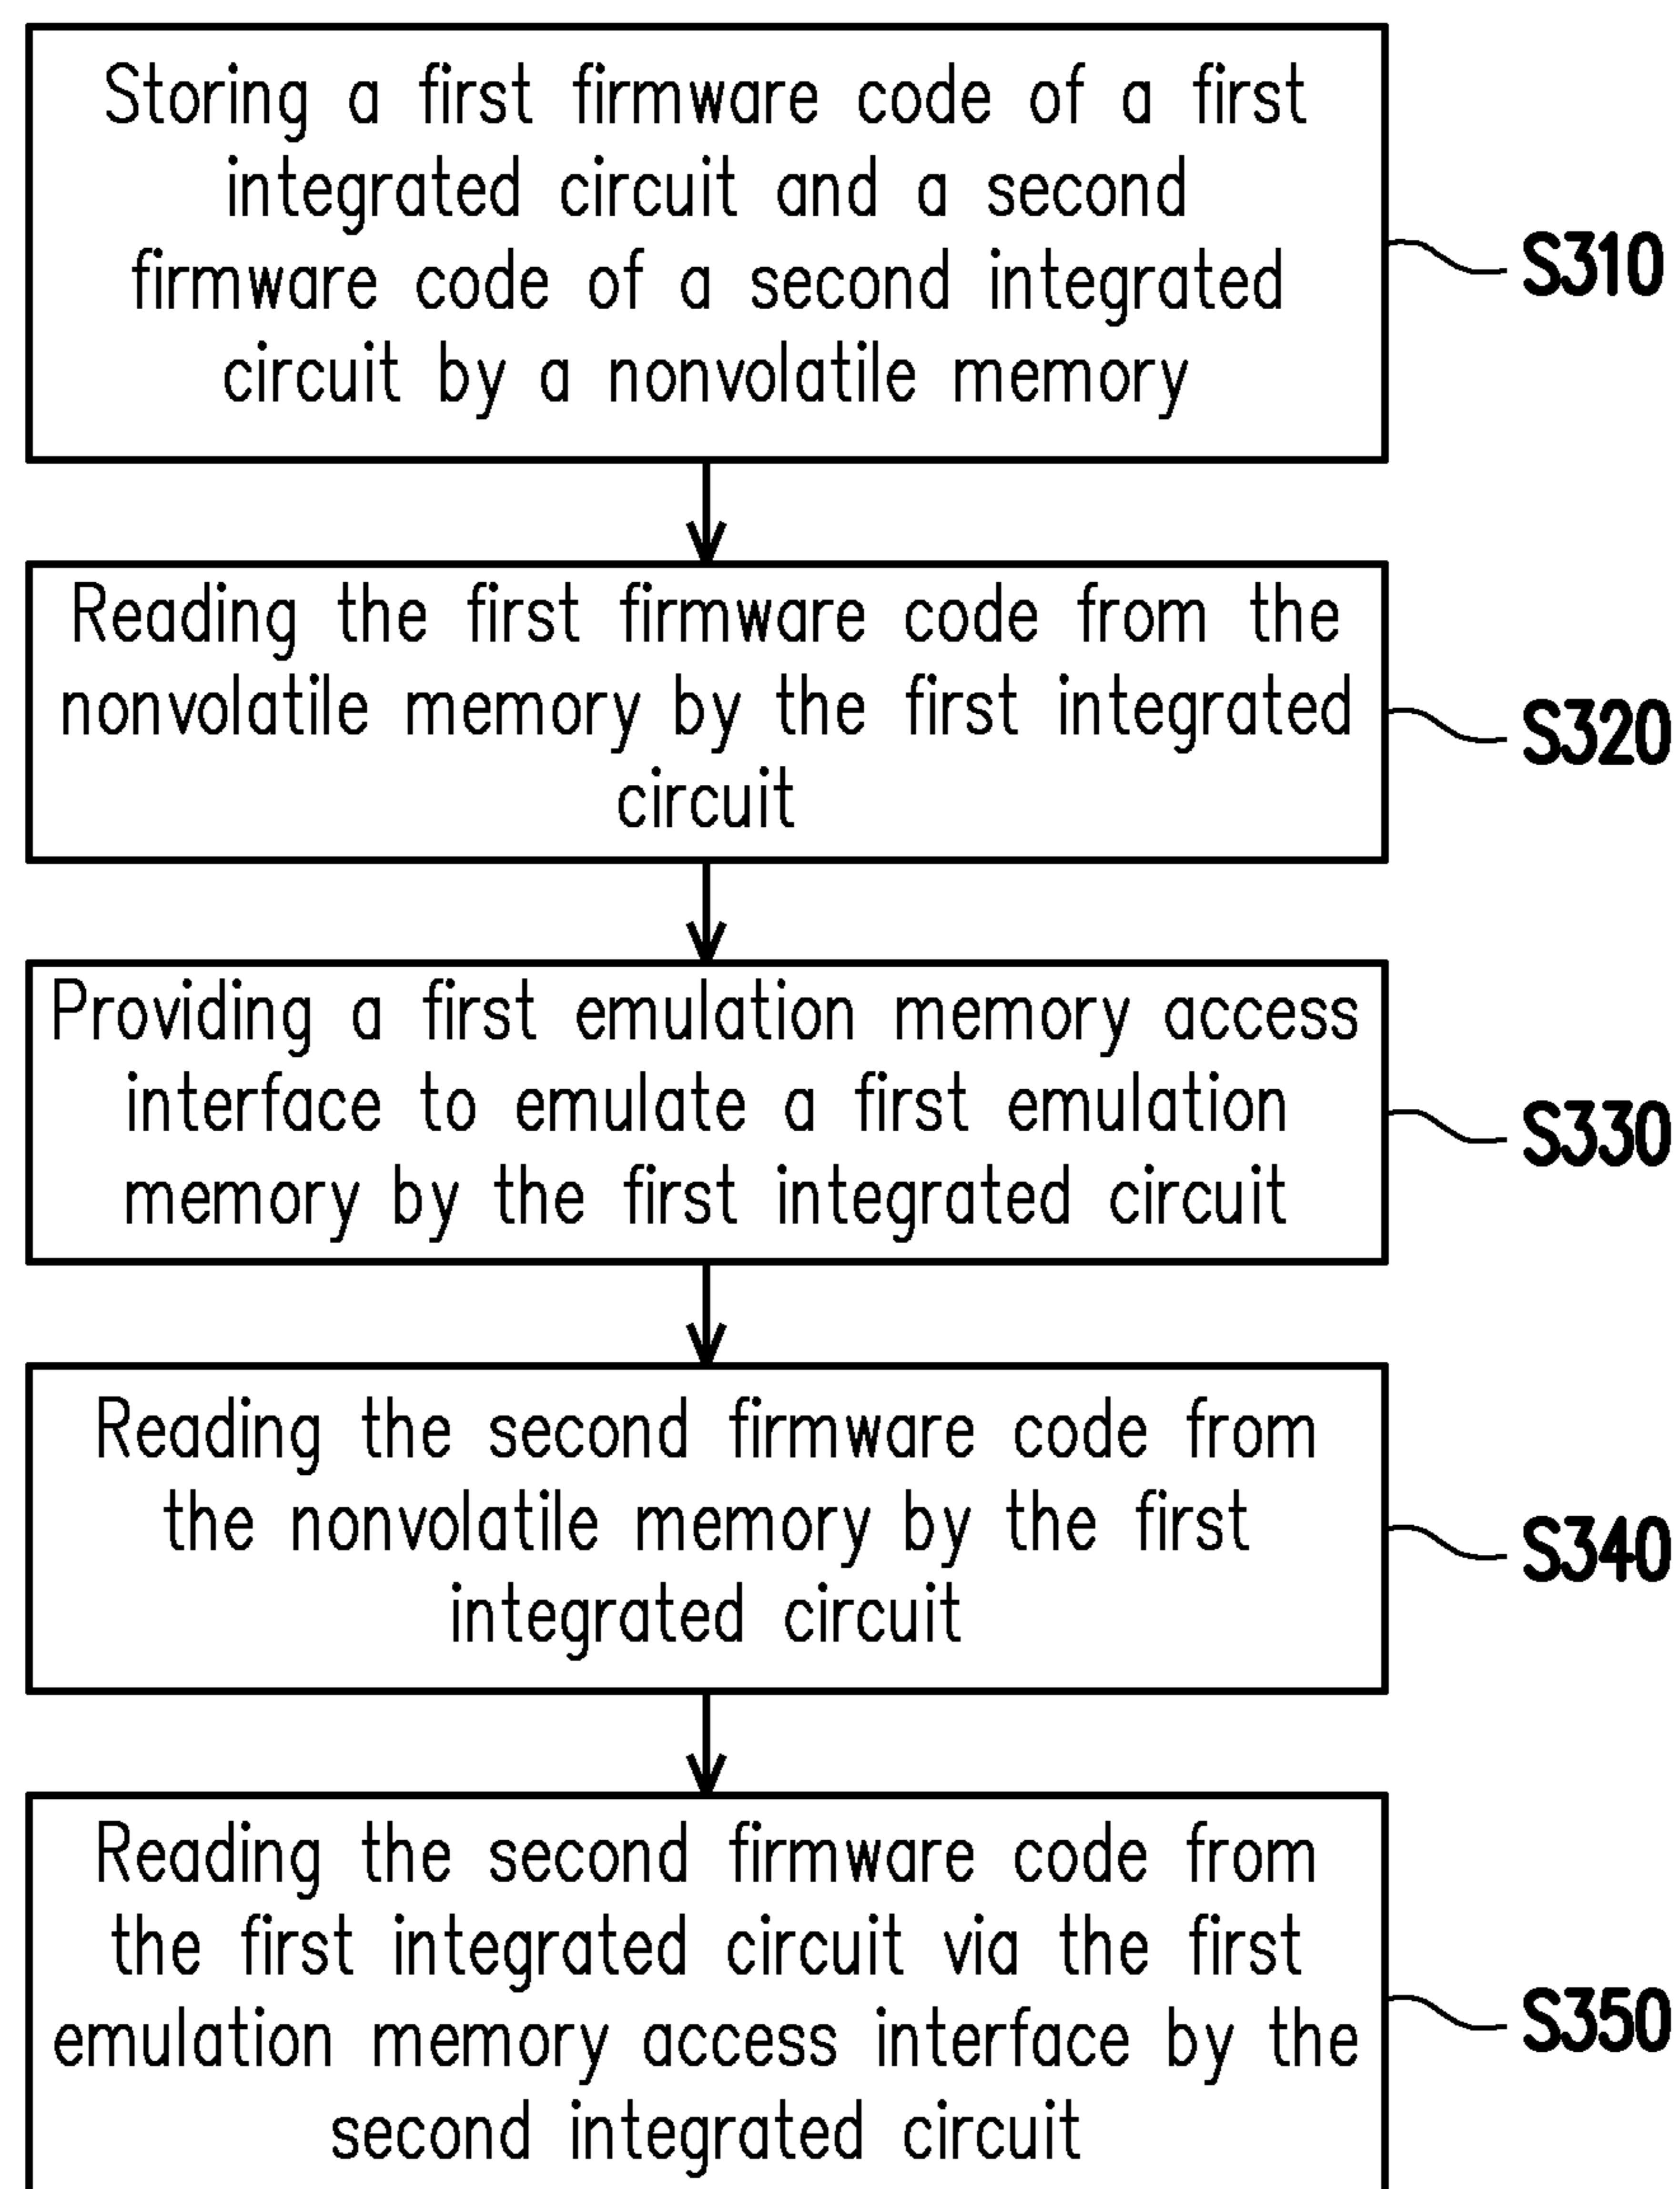 Storing a first firmware code of a first
integrated circuit and a second
firmware code of a second integrated
circuit by a nonvolatile memory
S310
Reading the first firmware code from the
nonvolatile memory by the first integrated
circuit
S320
Providing a first emulation memory access
interface to emulate a first emulation
memory by the first integrated circuit
S330
Reading the second firmware code from
the nonvolatile memory by the first
integrated circuit
S340
Reading the second firmware code from
the first integrated circuit via the first
emulation memory access interface by the
second integrated circuit
S350